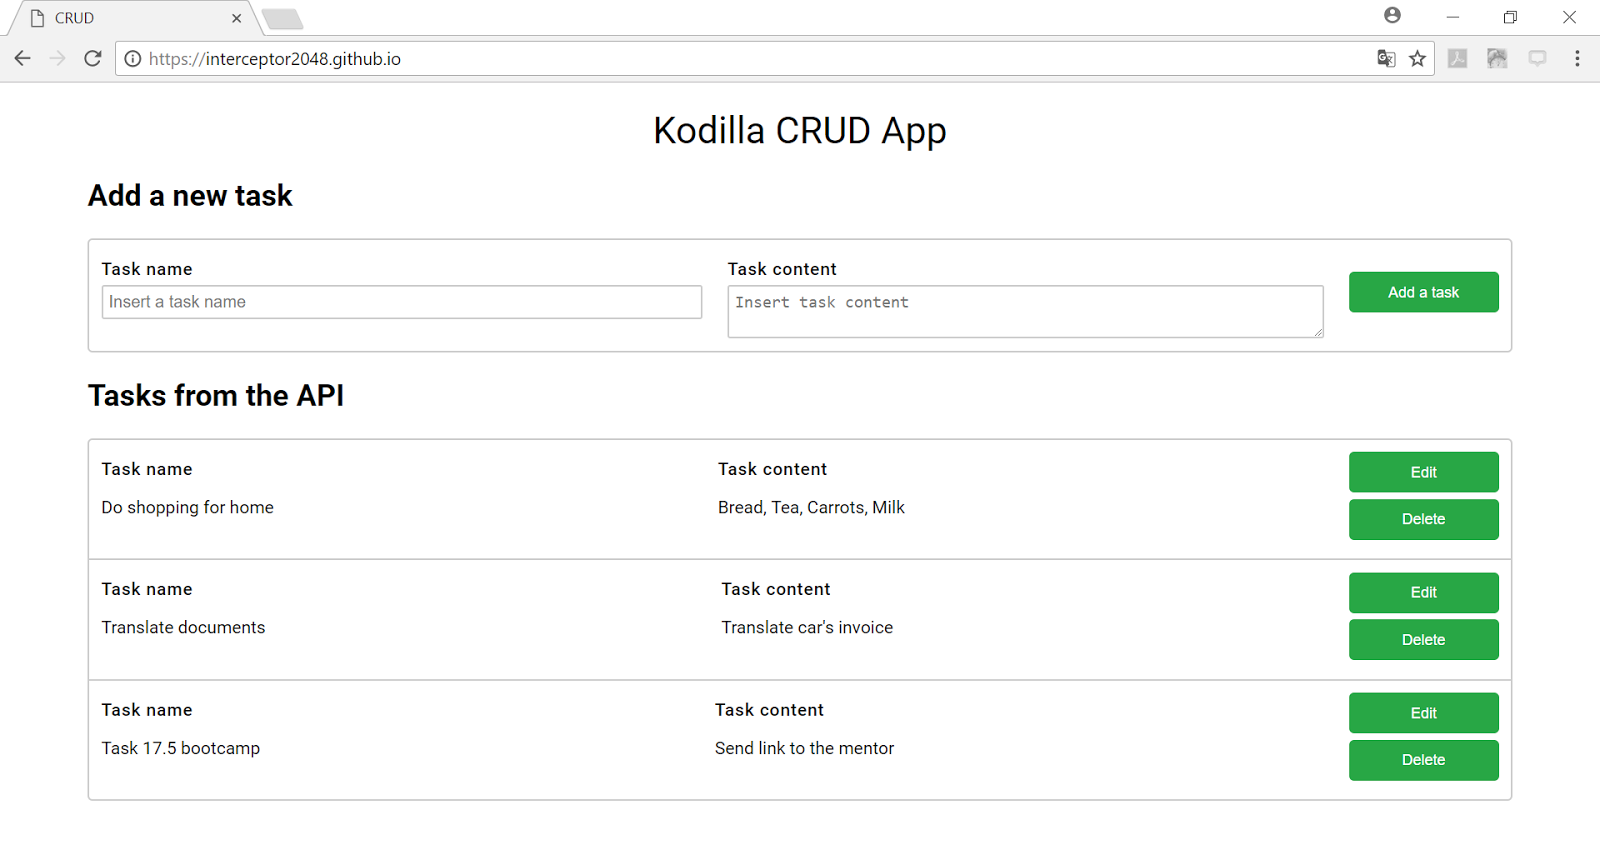 CRUD
https://interceptor2048.github.io
Kodilla CRUD App
Add a new task
Task name
Task content
Insert a task name
Insert task content
Add a task
Tasks from the API
Task name
Task content
Edit
Do shopping for home
Bread, Tea, Carrots, Milk
Delete
Task name
Task content
Edit
Translate documents
Translate car's invoice
Delete
Task name
Task content
Edit
Task 17.5 bootcamp
Send link to the mentor
Delete